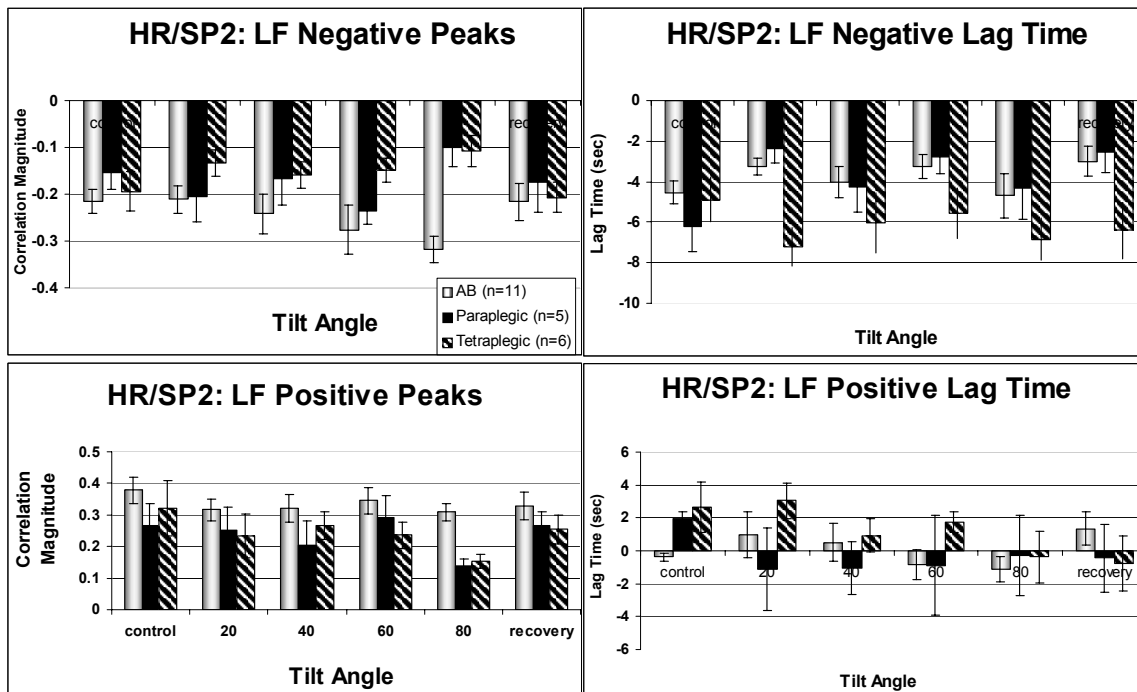 HR/SP2: LF Negative Peaks
Correlation Magnitude
0
-0.1
-0.2
-0.3
-0.4
AB (n=11)
Paraplegic (n=5)
Tetraplegic (n=6)
Tilt Angle
HR/SP2: LF Negative Lag Time
Lag Time (sec)
0
-2
-4
-6
-8
-10
Tilt Angle
HR/SP2: LF Positive Peaks
Correlation
Magnitude
0.5
0.4
0.3
0.2
0.1
0
control 20 40 60 80 recovery
Tilt Angle
HR/SP2: LF Positive Lag Time
Lag Time (sec)
6
4
2
0
-2
-4
-6
control 20 40 60 80 recovery
Tilt Angle